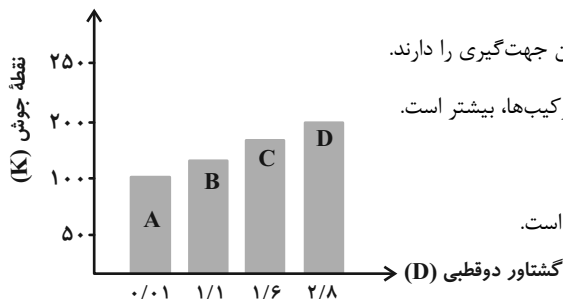 ن جهت‌گیری را دارند.
رکیب‌ها، بیشتر است.
است.
نقطهٔ جوش (K)
۲۵۰
۲۰۰
۱۰۰
۵۰
A
B
C
D
۰/۰۱ ۱/۱ ۱/۶ ۲/۸
گشتاور دوقطبی (D)